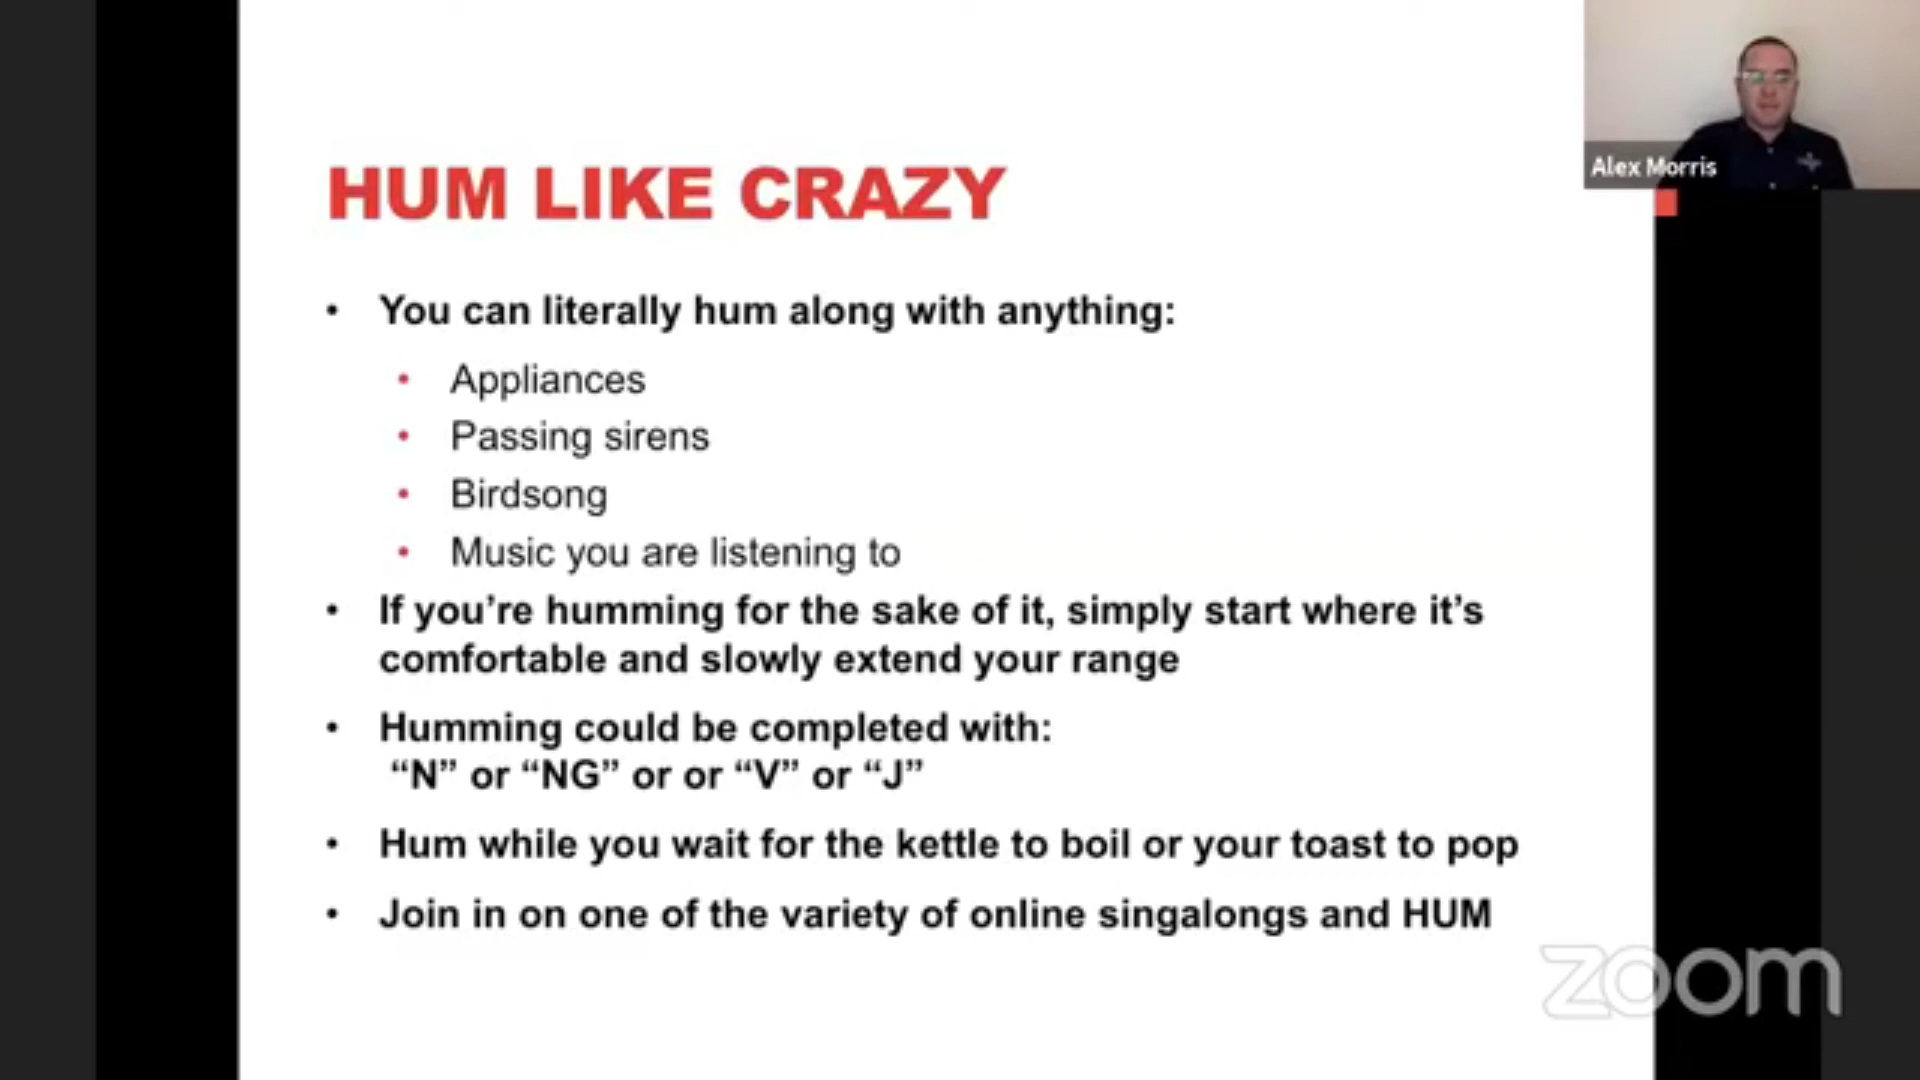 HUM LIKE CRAZY
Alex Morris
• You can literally hum along with anything:
• Appliances
• Passing sirens
• Birdsong
• Music you are listening to
• If you’re humming for the sake of it, simply start where it’s
comfortable and slowly extend your range
• Humming could be completed with:
“N” or “NG” or or “V” or “J”
• Hum while you wait for the kettle to boil or your toast to pop
• Join in on one of the variety of online singalongs and HUM
zoom